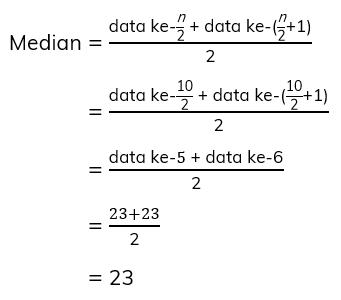 Median = (data ke-n/2 + data ke-(n/2+1))/2
= (data ke-10/2 + data ke-(10/2+1))/2
= (data ke-5 + data ke-6)/2
= (23+23)/2
= 23